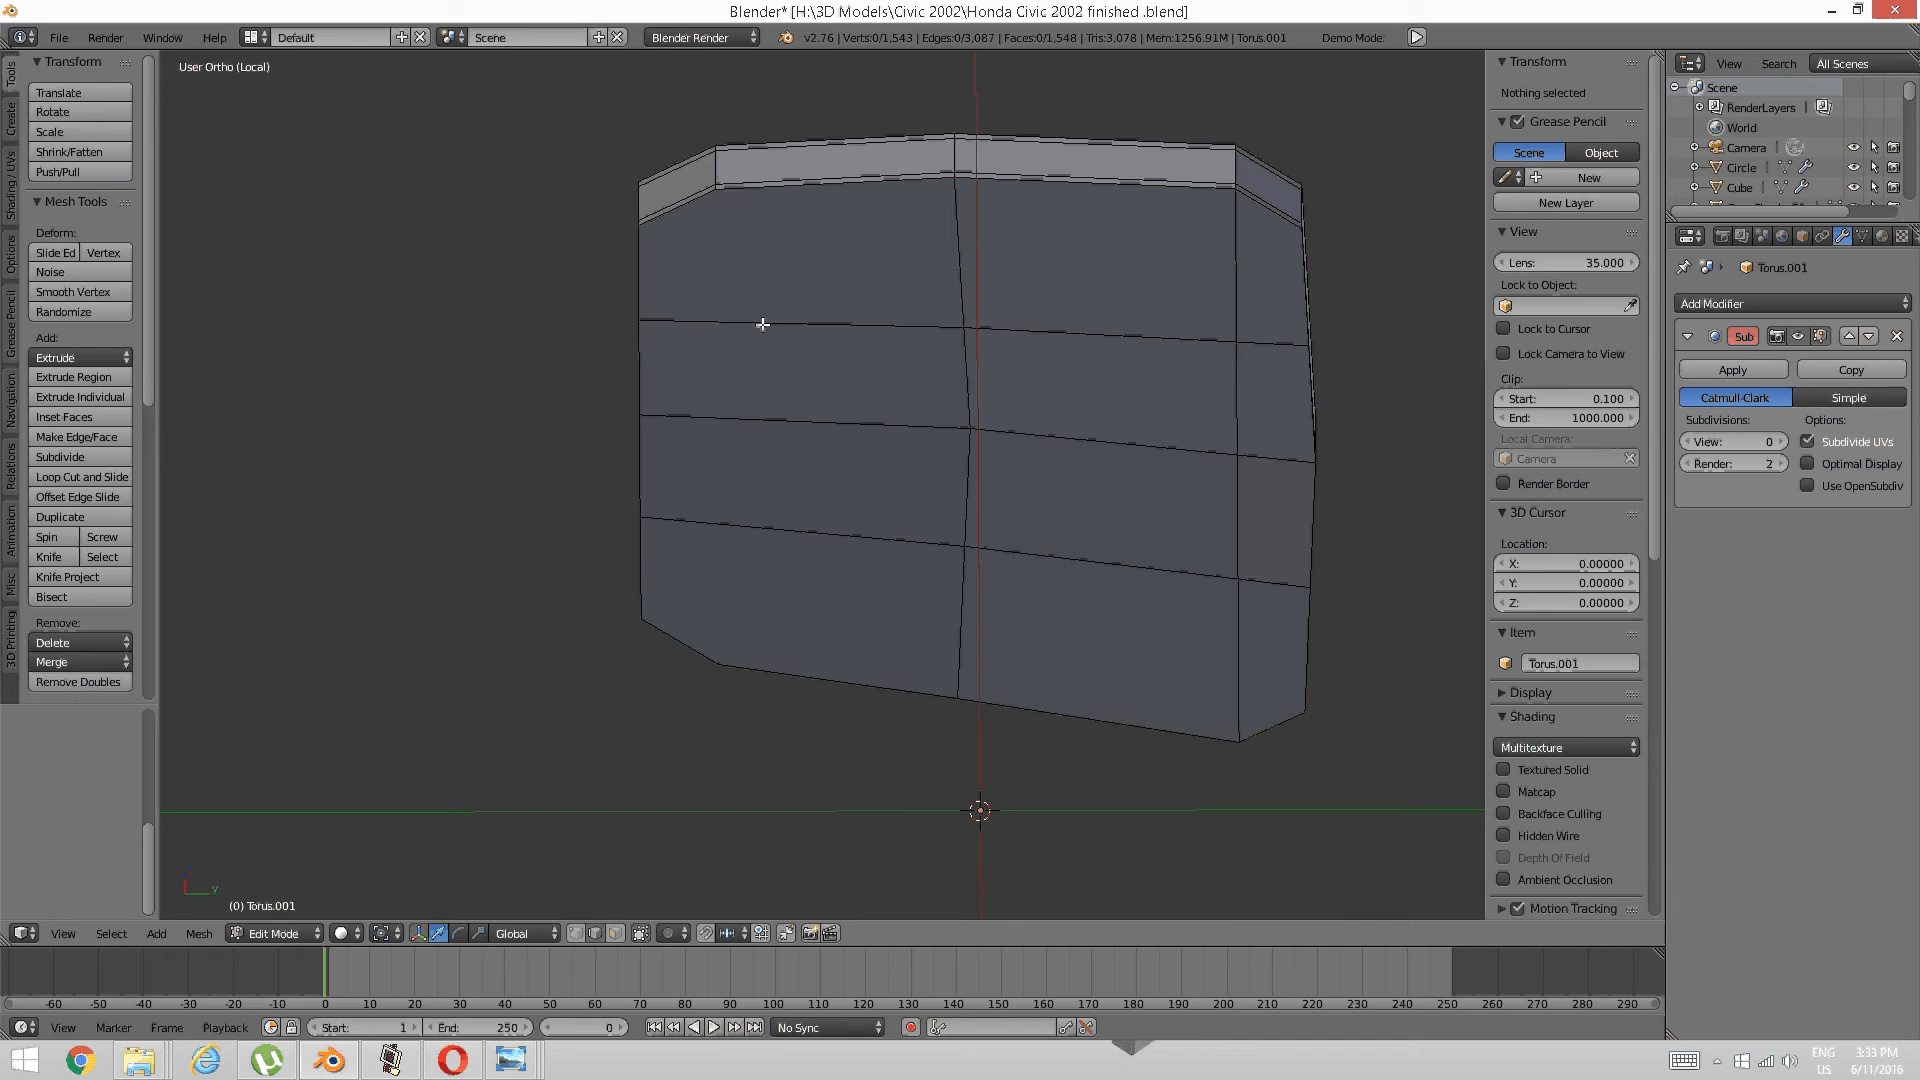 Blender* [H:\3D Models\Civic 2002\Honda Civic 2002 finished .blend]
File Render Window Help Default Scene Blender Render v2.76 | Verts:0/1,543 | Edges:0/3,087 | Faces:0/1,548 | Tris:3,078 | Mem:1256.91M | Torus.001 Demo Mode:
Tools
Create
Shading / UVs
Options
Grease Pencil
Navigation
Relations
Animation
Misc
3D Printing
Transform
Translate
Rotate
Scale
Shrink/Fatten
Push/Pull
Mesh Tools
Deform:
Slide Ed Vertex
Noise
Smooth Vertex
Randomize
Add:
Extrude
Extrude Region
Extrude Individual
Inset Faces
Make Edge/Face
Subdivide
Loop Cut and Slide
Offset Edge Slide
Duplicate
Spin Screw
Knife Select
Knife Project
Bisect
Remove:
Delete
Merge
Remove Doubles
User Ortho (Local)
y
(0) Torus.001
Transform
Nothing selected
Grease Pencil
Scene Object
New
New Layer
View
Lens: 35.000
Lock to Object:
Lock to Cursor
Lock Camera to View
Clip:
Start: 0.100
End: 1000.000
Local Camera:
Camera
Render Border
3D Cursor
Location:
X: 0.00000
Y: 0.00000
Z: 0.00000
Item
Torus.001
Display
Shading
Multitexture
Textured Solid
Matcap
Backface Culling
Hidden Wire
Depth Of Field
Ambient Occlusion
Motion Tracking
View Search All Scenes
Scene
RenderLayers
World
Camera
Circle
Cube
Torus.001
Add Modifier
Sub
Apply Copy
Catmull-Clark Simple
Subdivisions: Options:
View: 0 Subdivide UVs
Render: 2 Optimal Display
Use OpenSubdiv
View Select Add Mesh Edit Mode Global
-60 -50 -40 -30 -20 -10 0 10 20 30 40 50 60 70 80 90 100 110 120 130 140 150 160 170 180 190 200 210 220 230 240 250 260 270 280 290
View Marker Frame Playback Start: 1 End: 250 0 No Sync
ENG 3:33 PM
US 6/11/2016